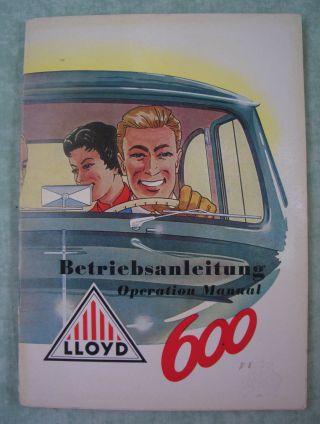 Betriebsanleitung
Operation Manual
LLOYD
600